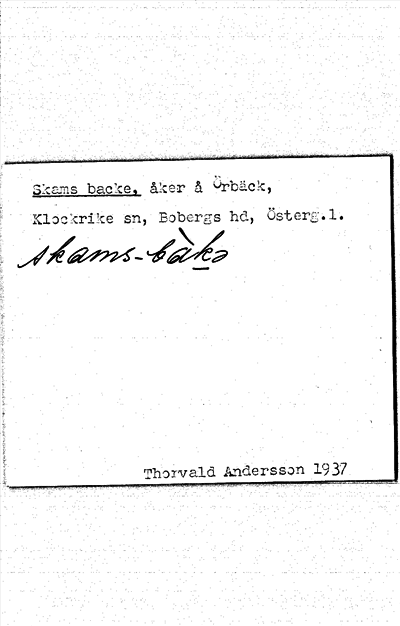 Skams backe, åker å Örbäck,
Klockrike sn, Bobergs hd, Österg.l.
skams-bàkə
Thorvald Andersson 1937